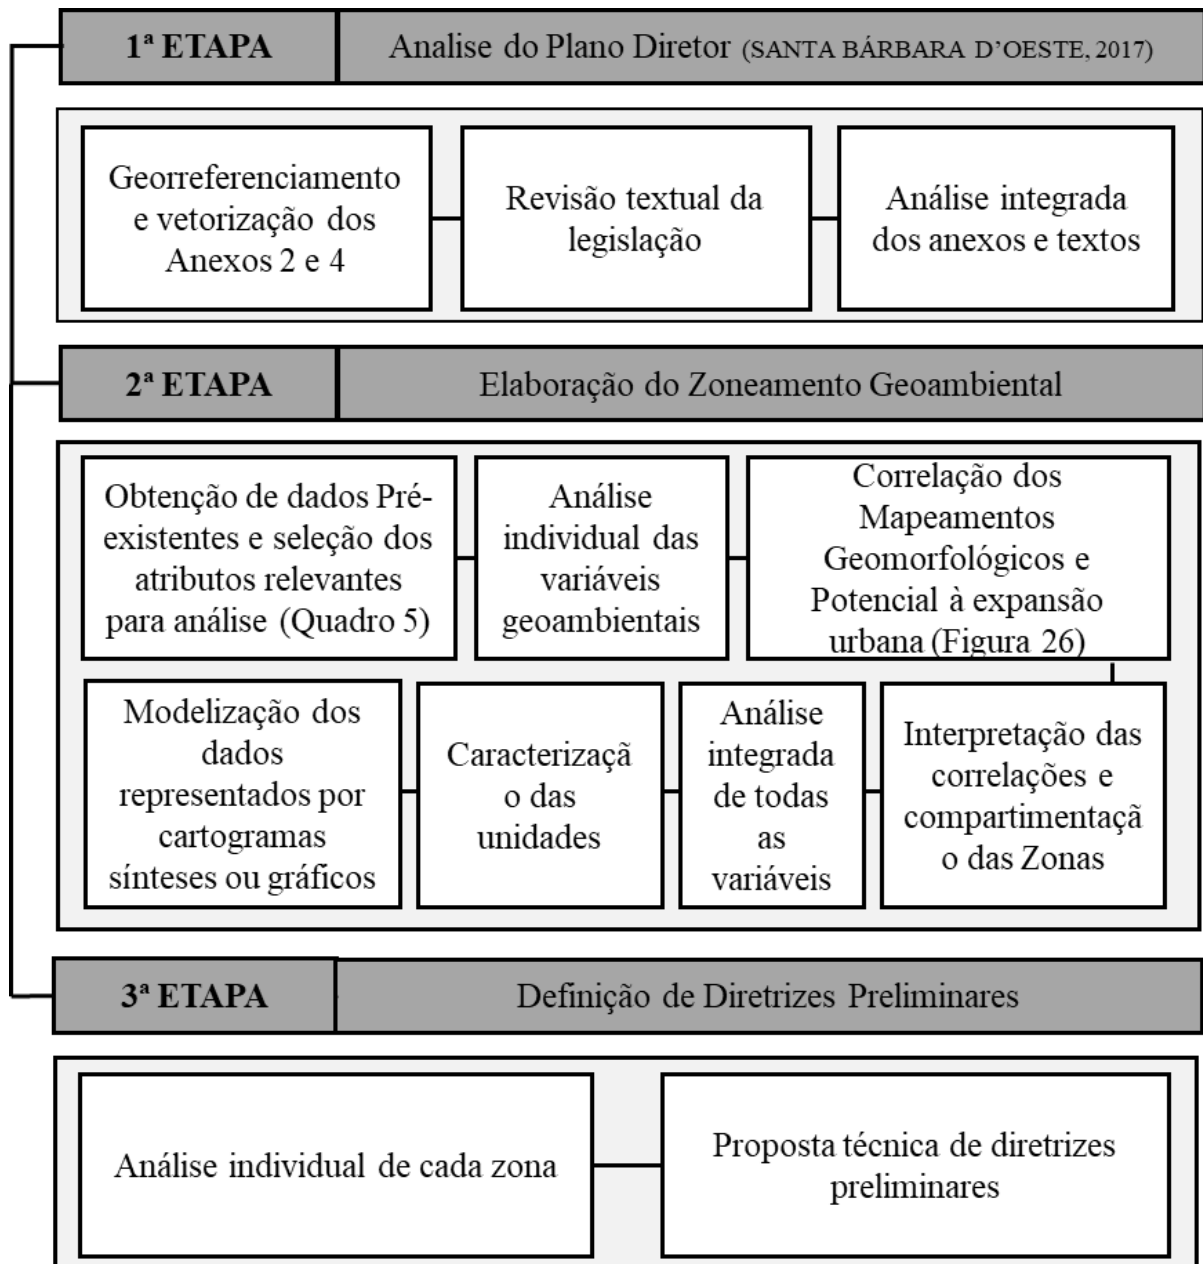 1ª ETAPA
Analise do Plano Diretor (SANTA BÁRBARA D’OESTE, 2017)
Georreferenciamento
e vetorização dos
Anexos 2 e 4
Revisão textual da
legislação
Análise integrada
dos anexos e textos
2ª ETAPA
Elaboração do Zoneamento Geoambiental
Obtenção de dados Pré-
existentes e seleção dos
atributos relevantes
para análise (Quadro 5)
Análise
individual das
variáveis
geoambientais
Correlação dos
Mapeamentos
Geomorfológicos e
Potencial à expansão
urbana (Figura 26)
Modelização dos
dados
representados por
cartogramas
sínteses ou gráficos
Caracterizaçã
o das
unidades
Análise
integrada
de todas
as
variáveis
Interpretação das
correlações e
compartimentaçã
o das Zonas
3ª ETAPA
Definição de Diretrizes Preliminares
Análise individual de cada zona
Proposta técnica de diretrizes
preliminares